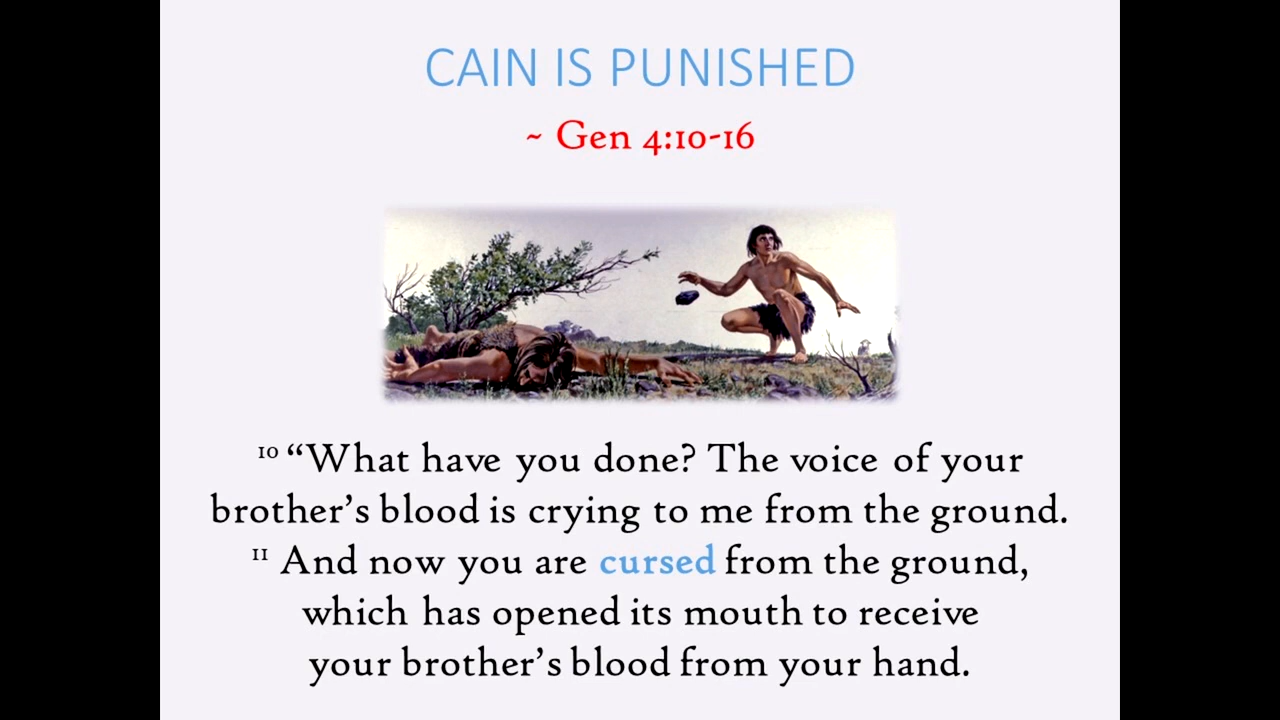 CAIN IS PUNISHED
~ Gen 4:10-16
10 “What have you done? The voice of your
brother’s blood is crying to me from the ground.
11 And now you are cursed from the ground,
which has opened its mouth to receive
your brother’s blood from your hand.